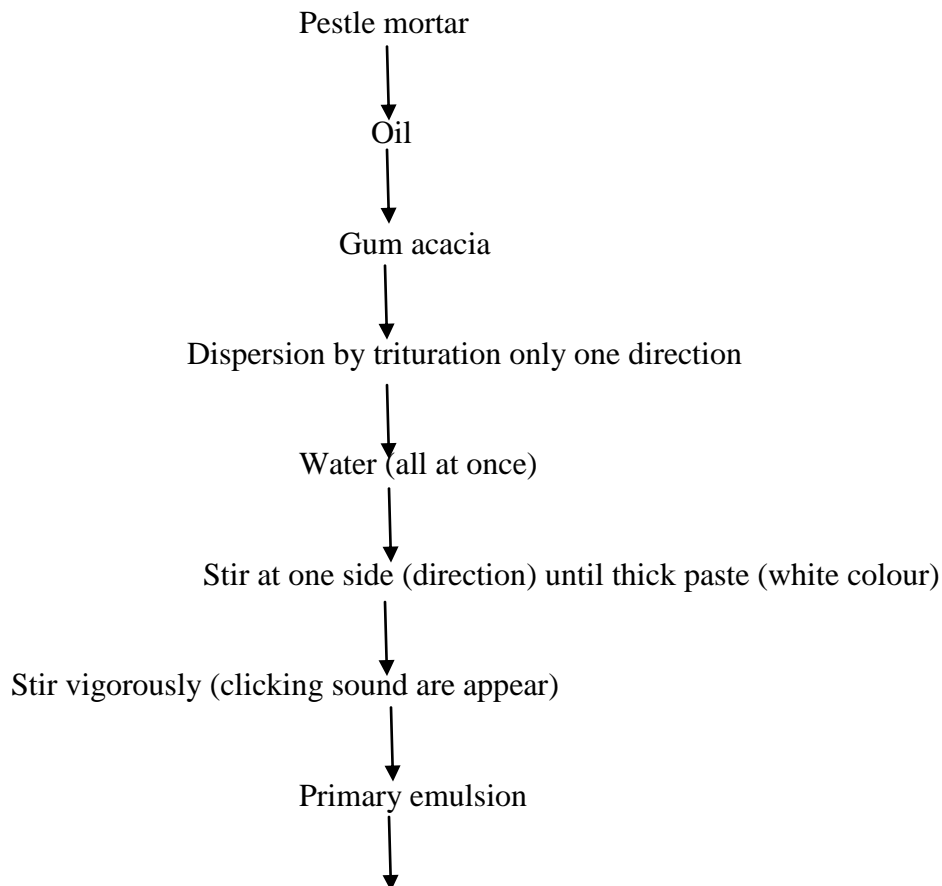 Pestle mortar
Oil
Gum acacia
Dispersion by trituration only one direction
Water (all at once)
Stir at one side (direction) until thick paste (white colour)
Stir vigorously (clicking sound are appear)
Primary emulsion